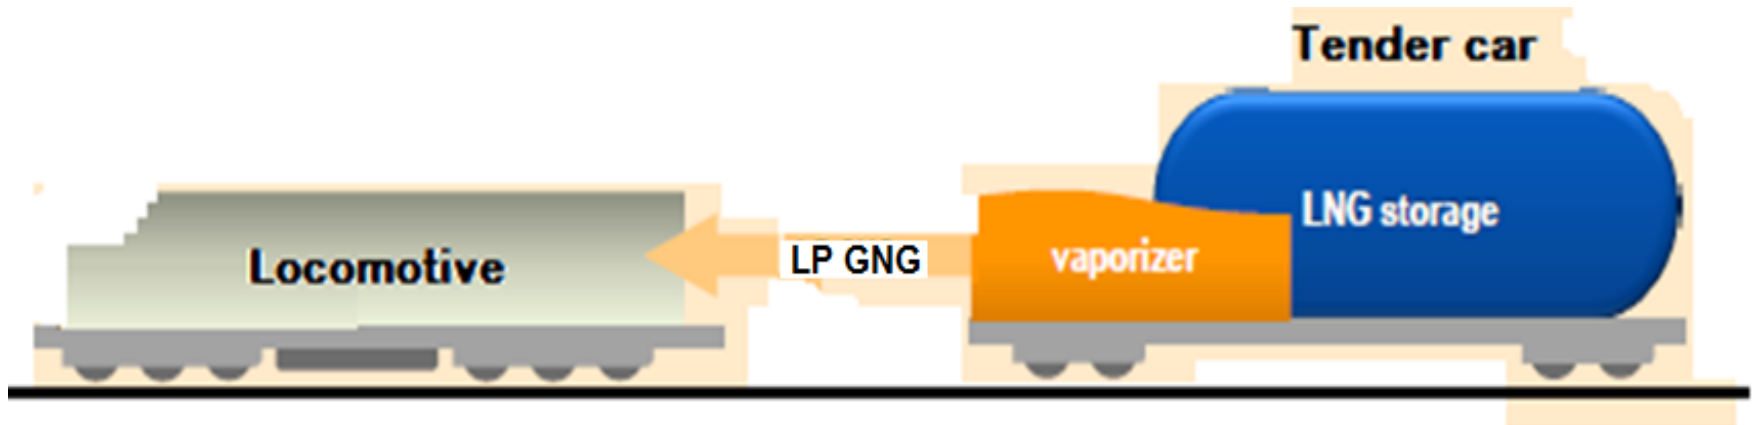 Tender car
LNG storage
vaporizer
LP GNG
Locomotive